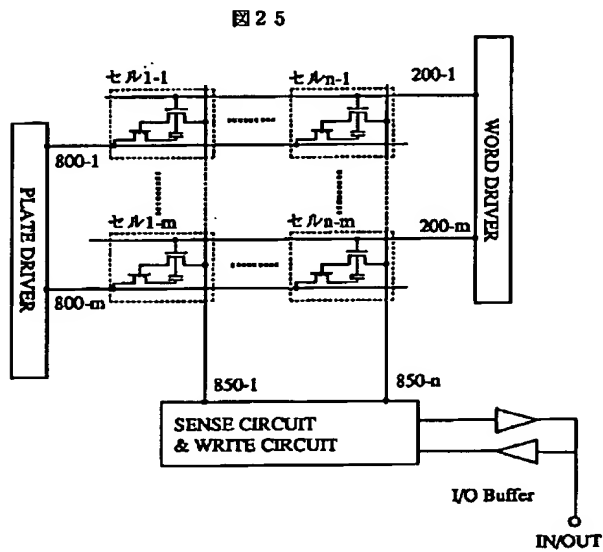 図25
セル1-1
セルn-1
200-1
WORD DRIVER
PLATE DRIVER
800-1
セル1-m
セルn-m
200-m
800-m
850-1
850-n
SENSE CIRCUIT
& WRITE CIRCUIT
I/O Buffer
IN/OUT